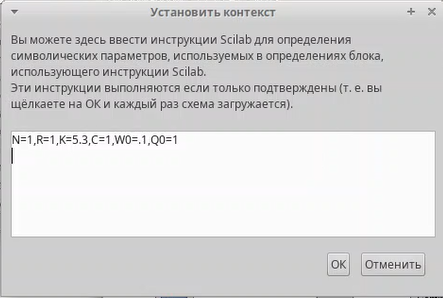 Установить контекст
Вы можете здесь ввести инструкции Scilab для определения
символических параметров, используемых в определениях блока,
использующего инструкции Scilab.
Эти инструкции выполняются если только подтверждены (т. е. вы
щёлкаете на ОК и каждый раз схема загружается).
N=1,R=1,K=5.3,C=1,W0=.1,Q0=1
ОК Отменить